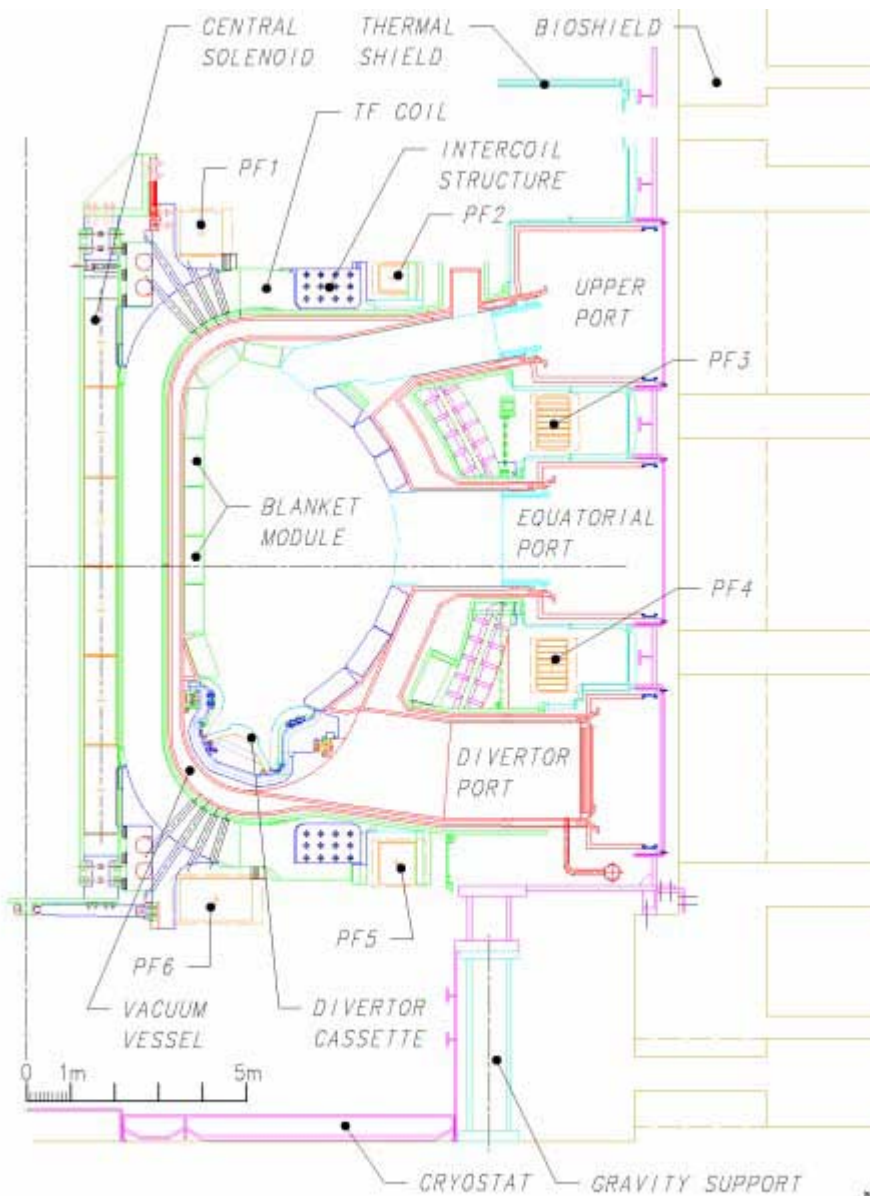 CENTRAL
SOLENOID
THERMAL
SHIELD
BIOSHIELD
TF COIL
PF1
INTERCOIL
STRUCTURE
PF2
UPPER
PORT
PF3
BLANKET
MODULE
EQUATORIAL
PORT
PF4
DIVERTOR
PORT
PF5
PF6
VACUUM
VESSEL
DIVERTOR
CASSETTE
0 1m 5m
CRYOSTAT
GRAVITY SUPPORT